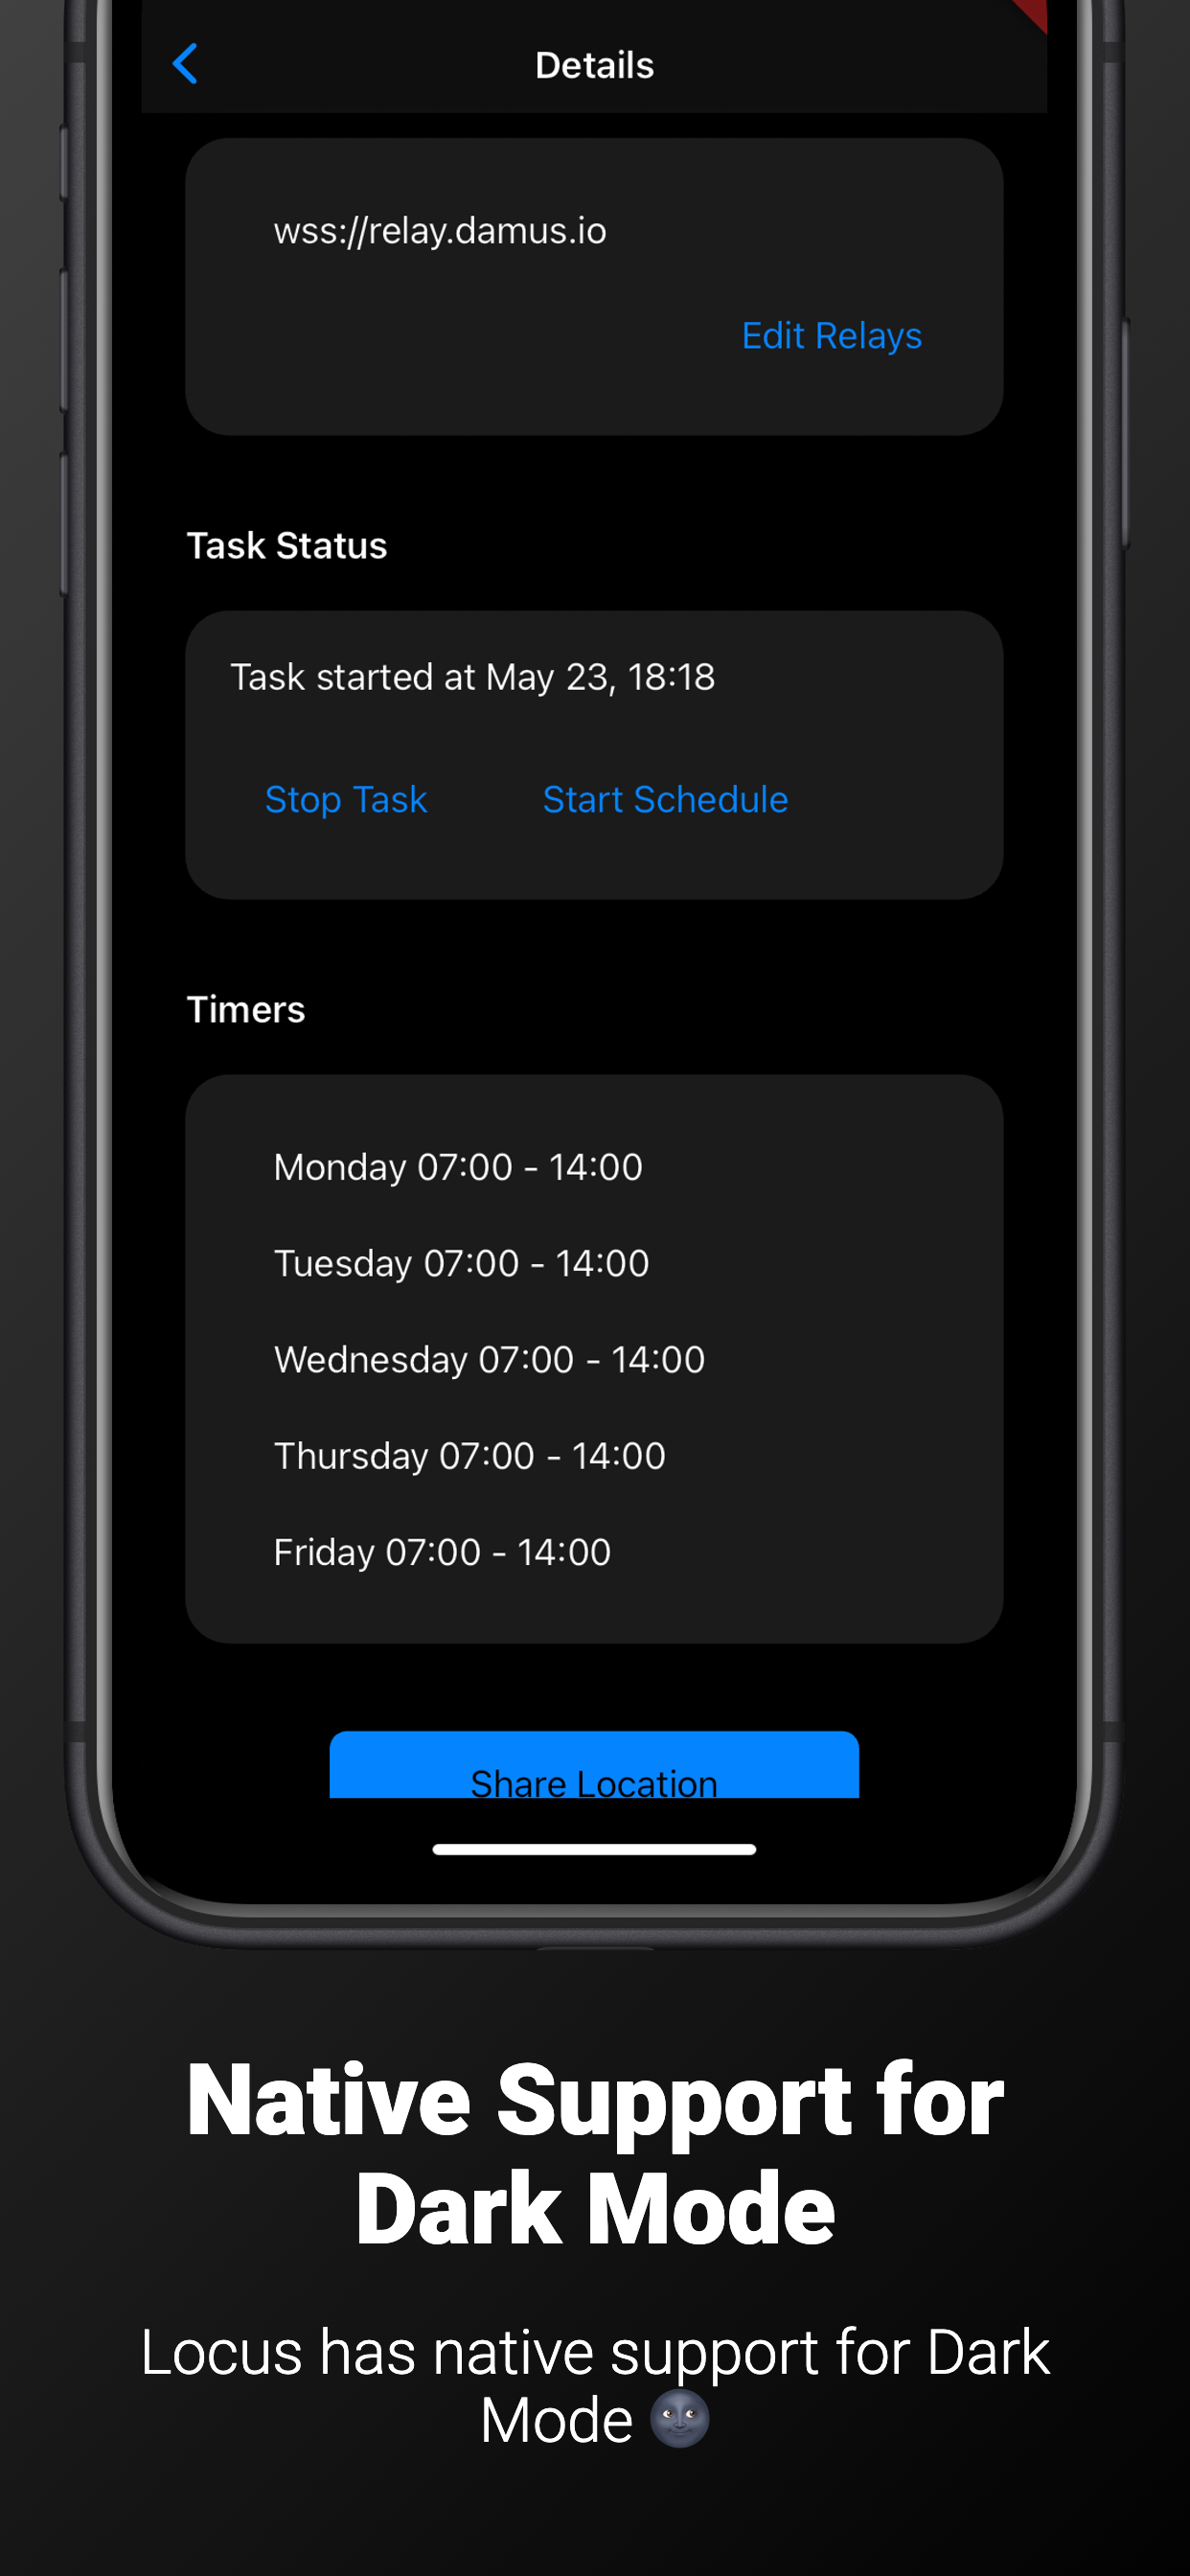 Details
wss://relay.damus.io
Edit Relays
Task Status
Task started at May 23, 18:18
Stop Task Start Schedule
Timers
Monday 07:00 - 14:00
Tuesday 07:00 - 14:00
Wednesday 07:00 - 14:00
Thursday 07:00 - 14:00
Friday 07:00 - 14:00
Share Location
Native Support for
Dark Mode
Locus has native support for Dark
Mode 🌚